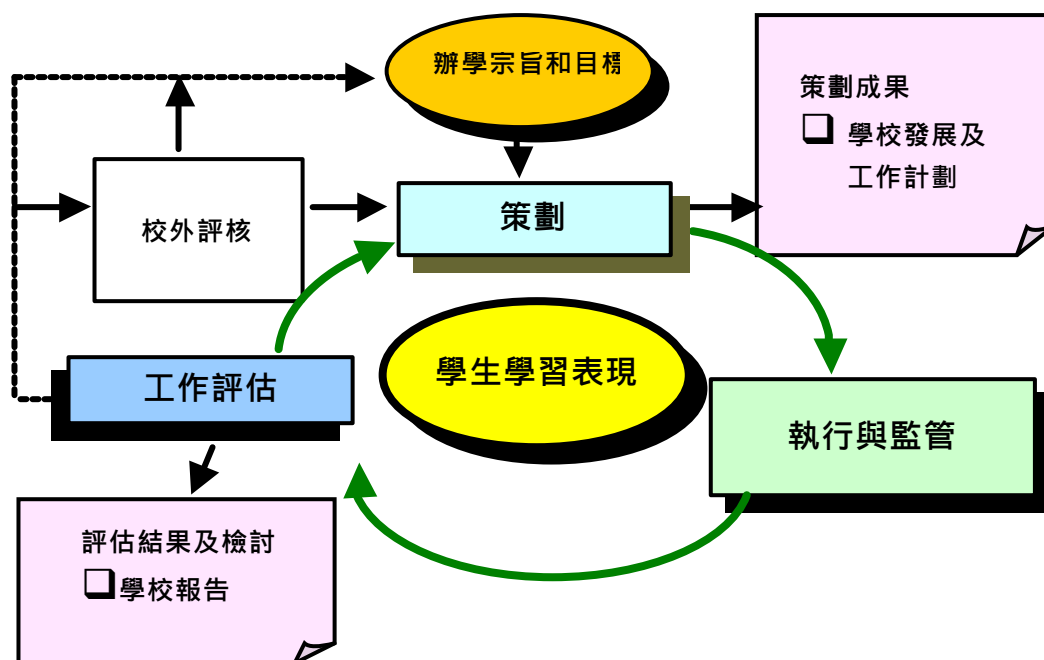 辦學宗旨和目標
策劃成果
學校發展及
工作計劃
校外評核
策劃
學生學習表現
工作評估
執行與監管
評估結果及檢討
學校報告